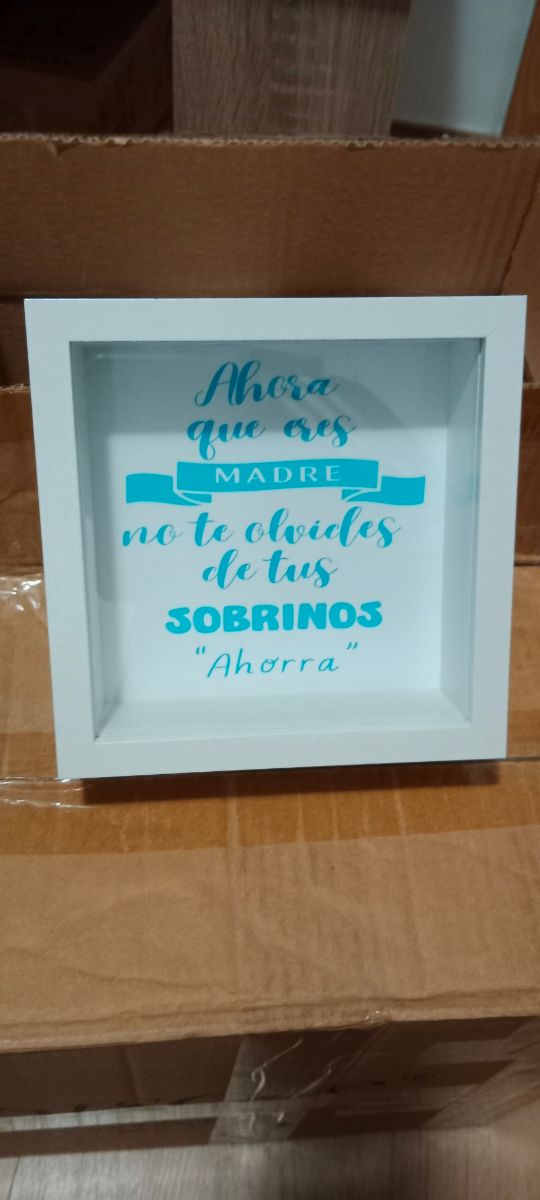 Ahora
que eres
MADRE
no te olvides
de tus
SOBRINOS
“Ahorra”